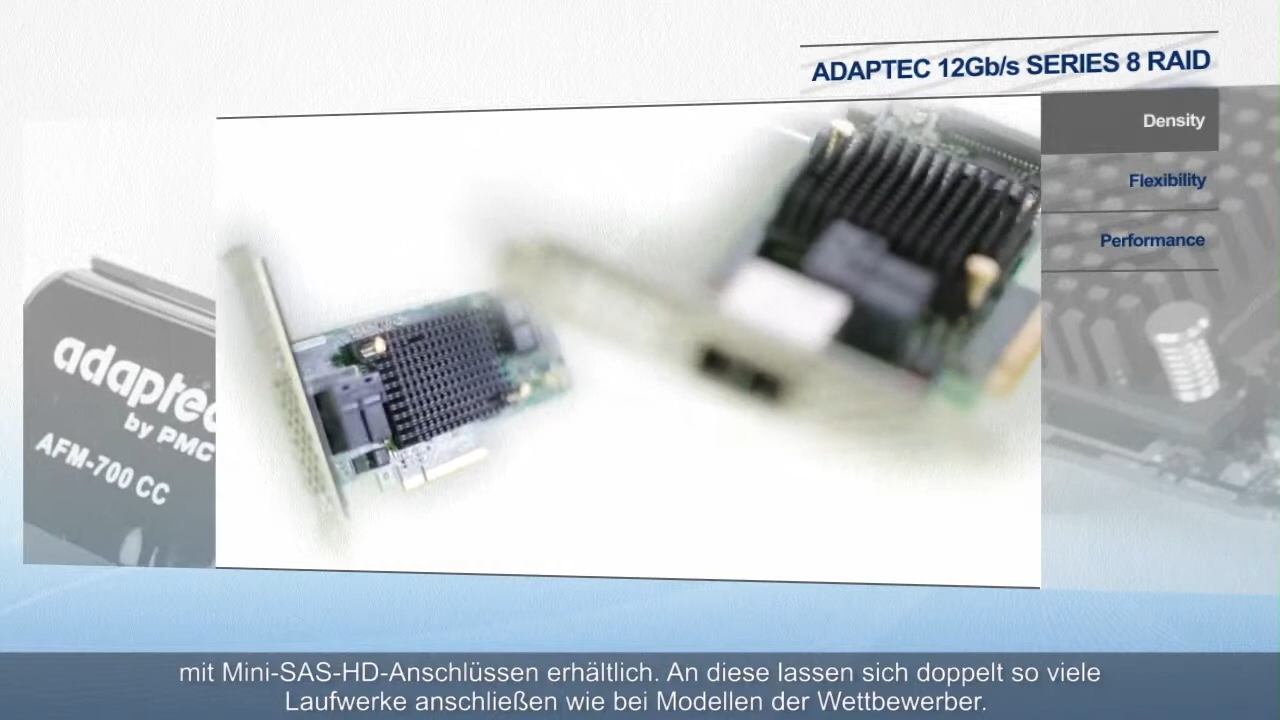 ADAPTEC 12Gb/s SERIES 8 RAID
Density
Flexibility
Performance
adaptec
by PMC
AFM-700 CC
mit Mini-SAS-HD-Anschlüssen erhältlich. An diese lassen sich doppelt so viele
Laufwerke anschließen wie bei Modellen der Wettbewerber.